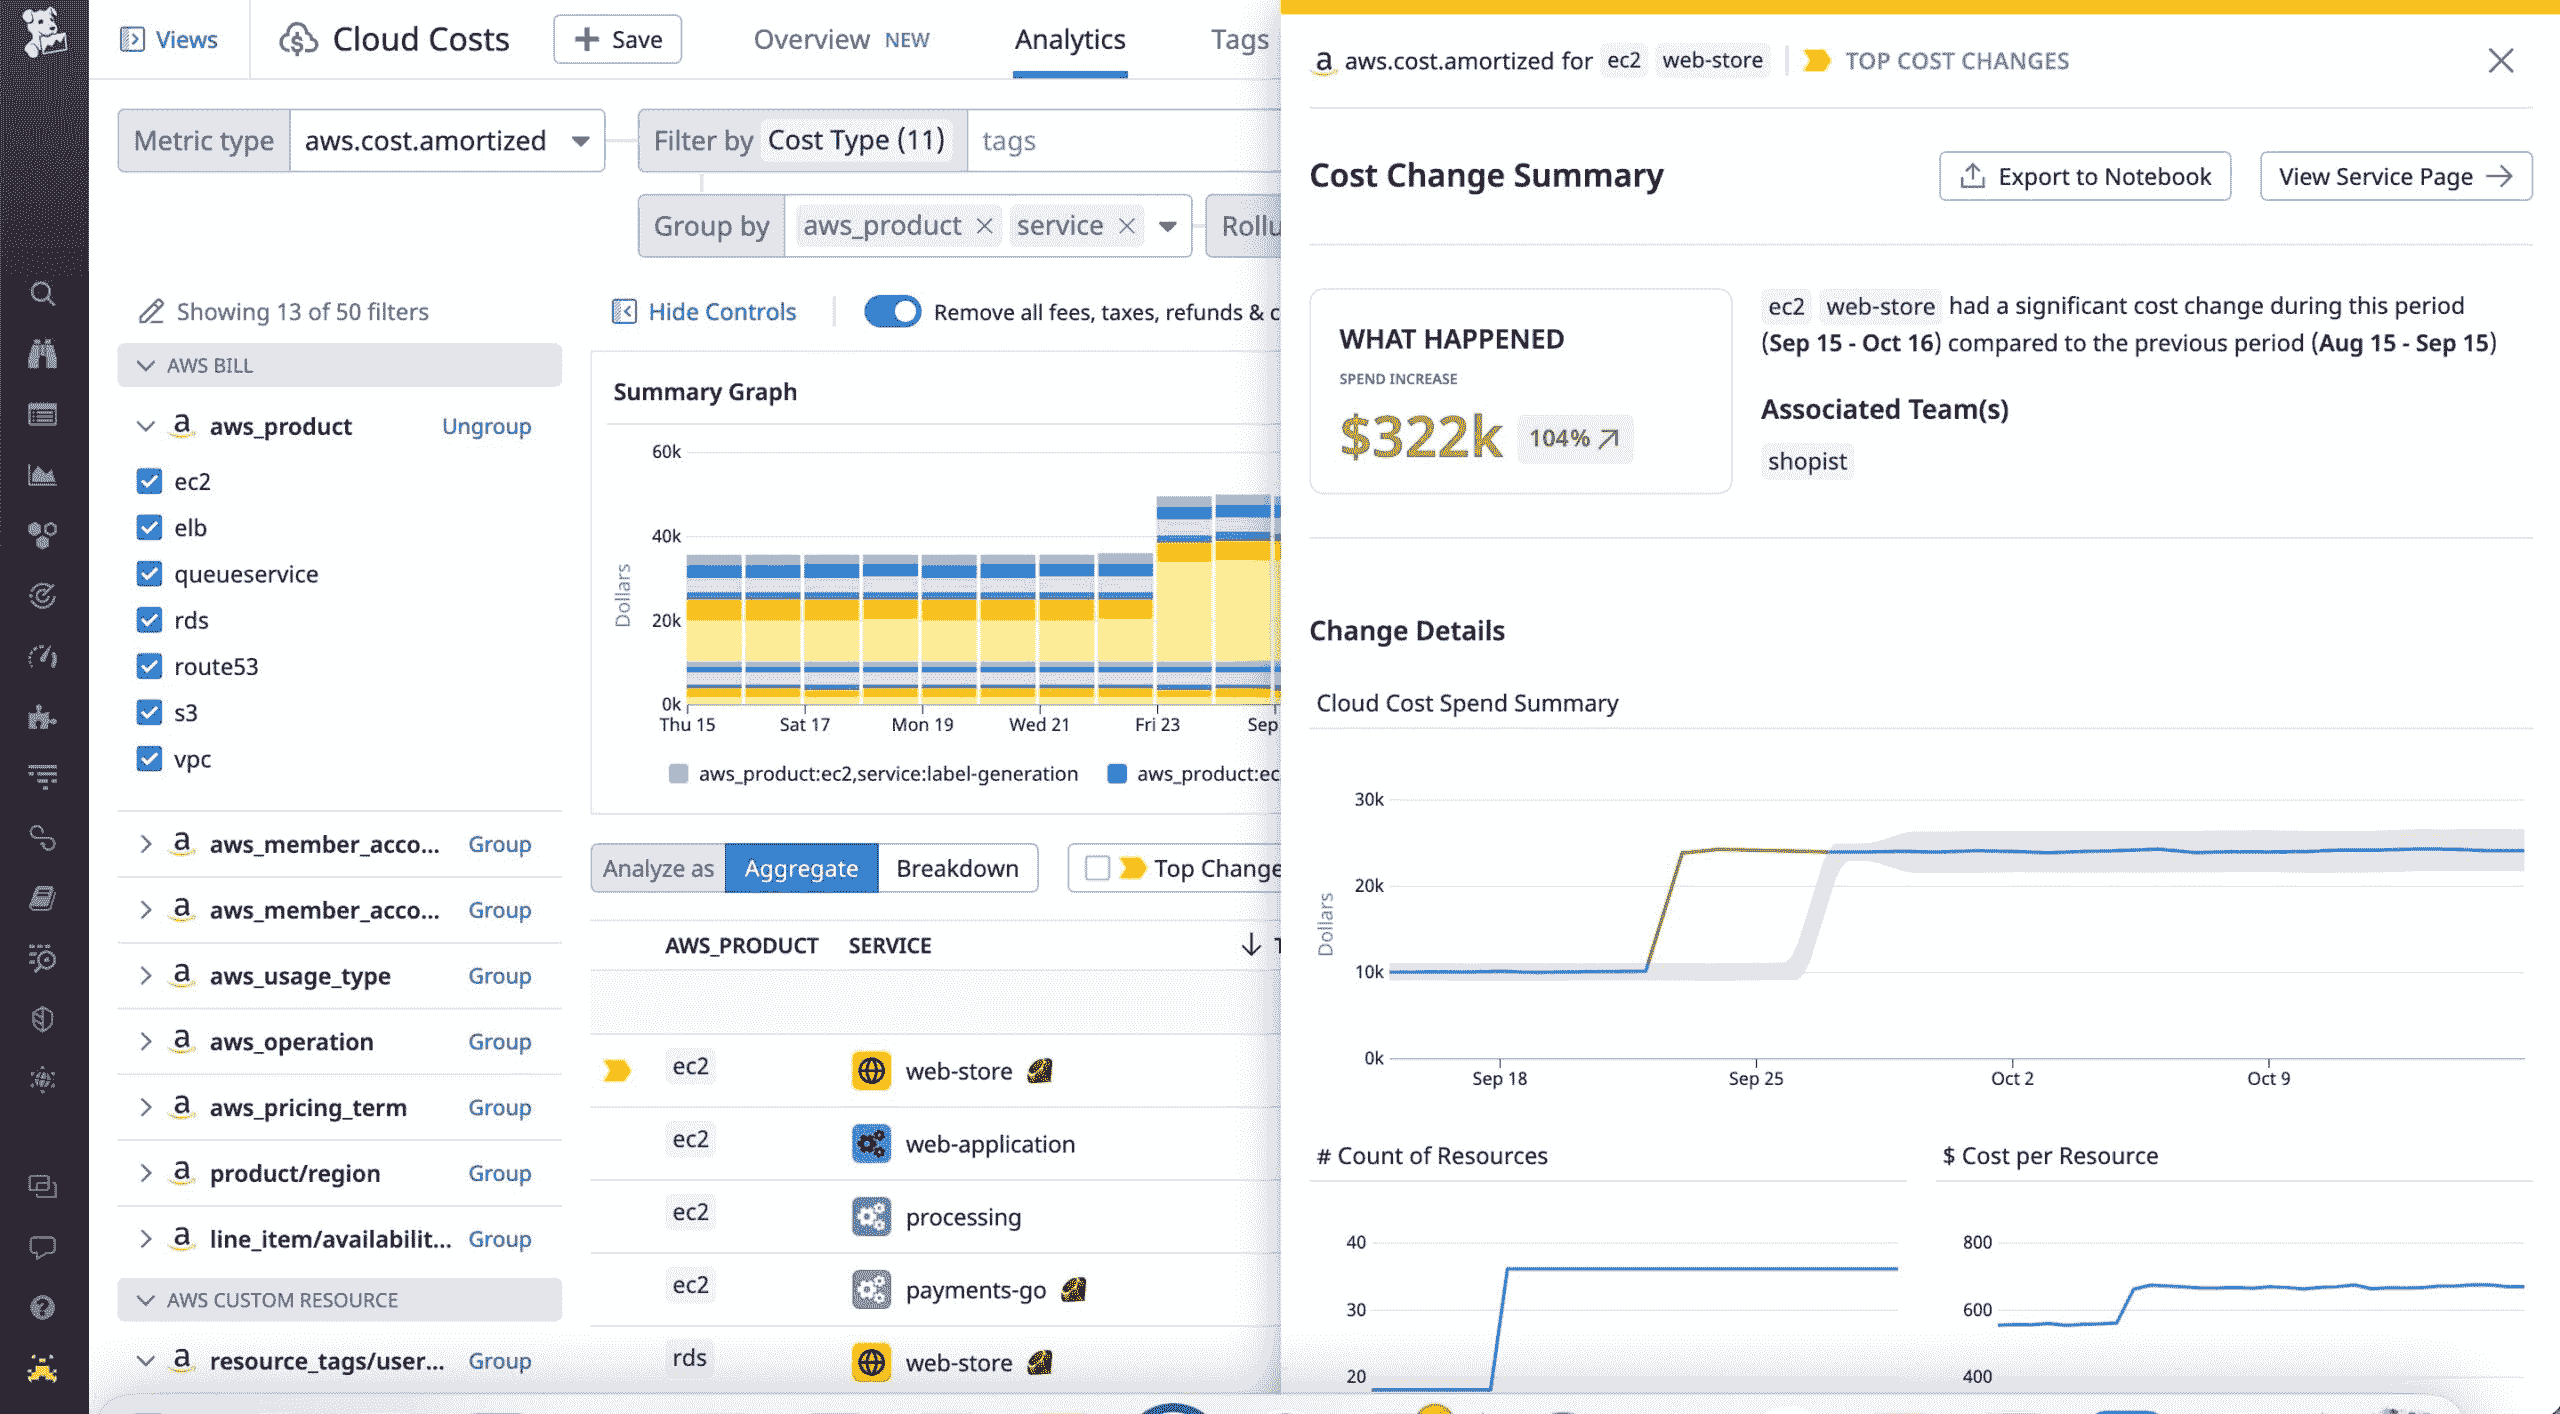 Views
Cloud Costs
Save
Overview NEW
Analytics
Tags
Metric type aws.cost.amortized
Filter by Cost Type (11) tags
Group by aws_product service
Rollu
Showing 13 of 50 filters
AWS BILL
aws_product Ungroup
ec2
elb
queueservice
rds
route53
s3
vpc
aws_member_acco... Group
aws_member_acco... Group
aws_usage_type Group
aws_operation Group
aws_pricing_term Group
product/region Group
line_item/availabilit... Group
AWS CUSTOM RESOURCE
resource_tags/user... Group
Hide Controls
Remove all fees, taxes, refunds & c
Summary Graph
60k
40k
20k
0k
Dollars
Thu 15 Sat 17 Mon 19 Wed 21 Fri 23 Sep
aws_product:ec2,service:label-generation aws_product:ec
Analyze as Aggregate Breakdown
Top Change
AWS_PRODUCT SERVICE
ec2 web-store
ec2 web-application
ec2 processing
ec2 payments-go
rds web-store
a aws.cost.amortized for ec2 web-store TOP COST CHANGES
Cost Change Summary
Export to Notebook
View Service Page
WHAT HAPPENED
SPEND INCREASE
$322k 104%
ec2 web-store had a significant cost change during this period
(Sep 15 - Oct 16) compared to the previous period (Aug 15 - Sep 15)
Associated Team(s)
shopist
Change Details
Cloud Cost Spend Summary
30k
20k
10k
0k
Dollars
Sep 18 Sep 25 Oct 2 Oct 9
# Count of Resources
40
30
20
$ Cost per Resource
800
600
400